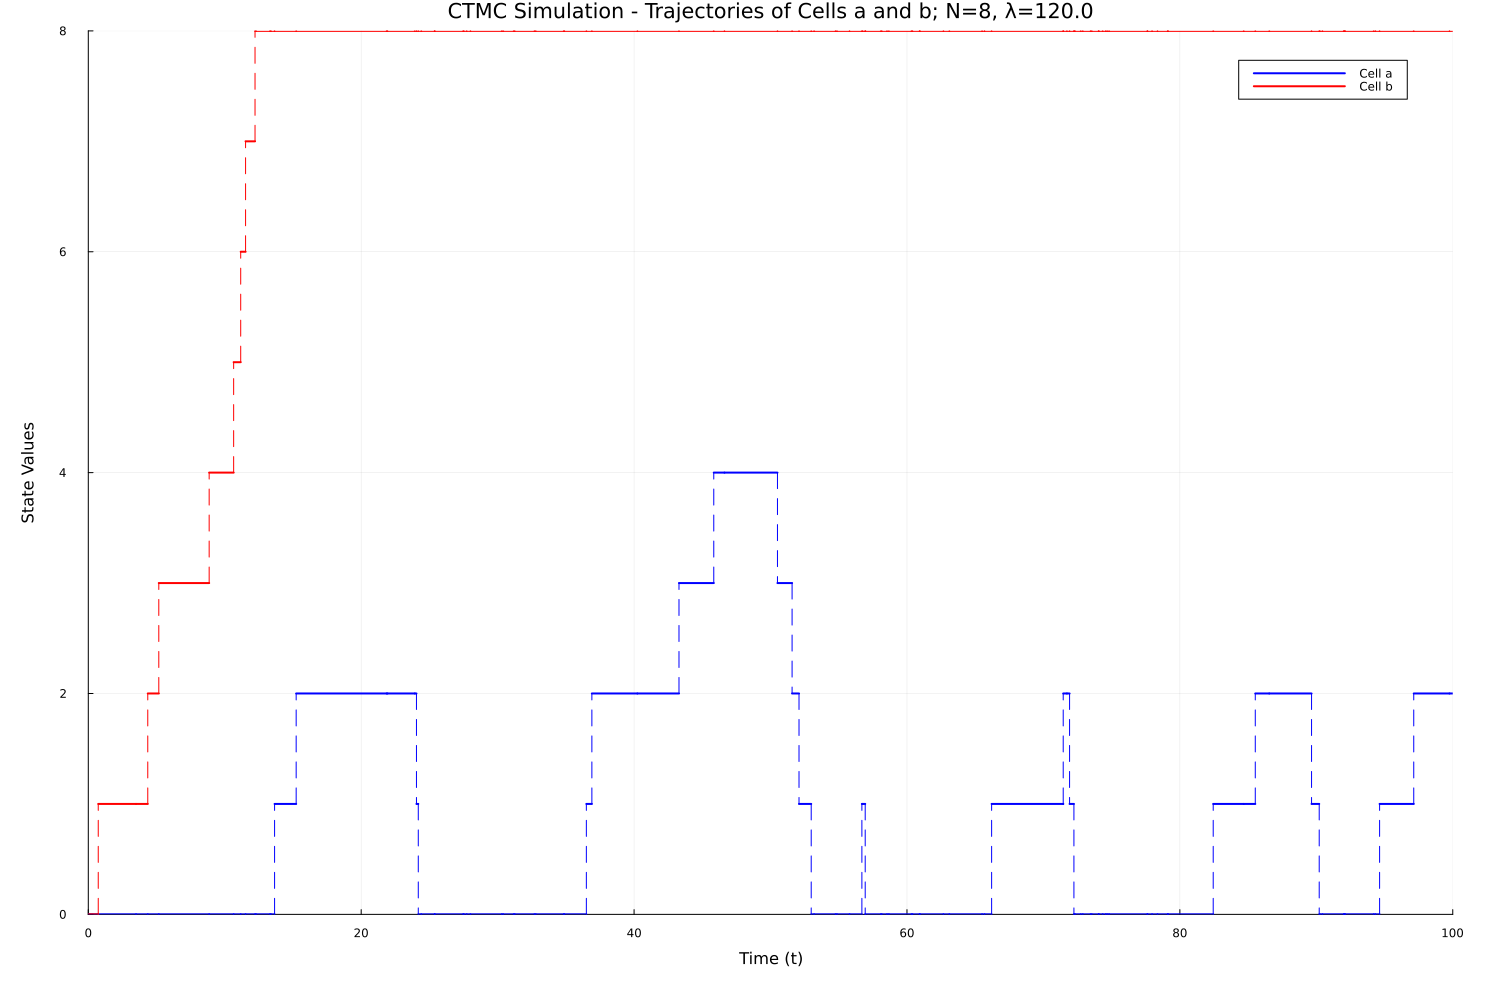 CTMC Simulation - Trajectories of Cells a and b; N=8, λ=120.0
8
Cell a
Cell b
6
State Values
4
2
0
0 20 40 60 80 100
Time (t)